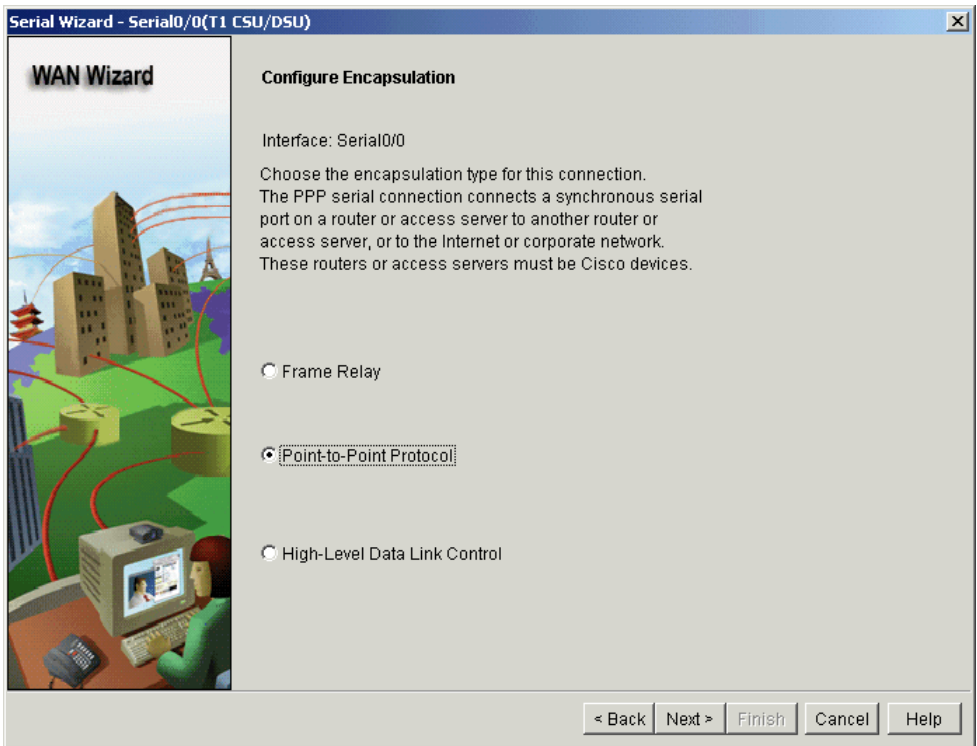 Serial Wizard - Serial0/0(T1 CSU/DSU)
WAN Wizard
Configure Encapsulation
Interface: Serial0/0
Choose the encapsulation type for this connection.
The PPP serial connection connects a synchronous serial
port on a router or access server to another router or
access server, or to the Internet or corporate network.
These routers or access servers must be Cisco devices.
Frame Relay
Point-to-Point Protocol
High-Level Data Link Control
< Back Next > Finish Cancel Help